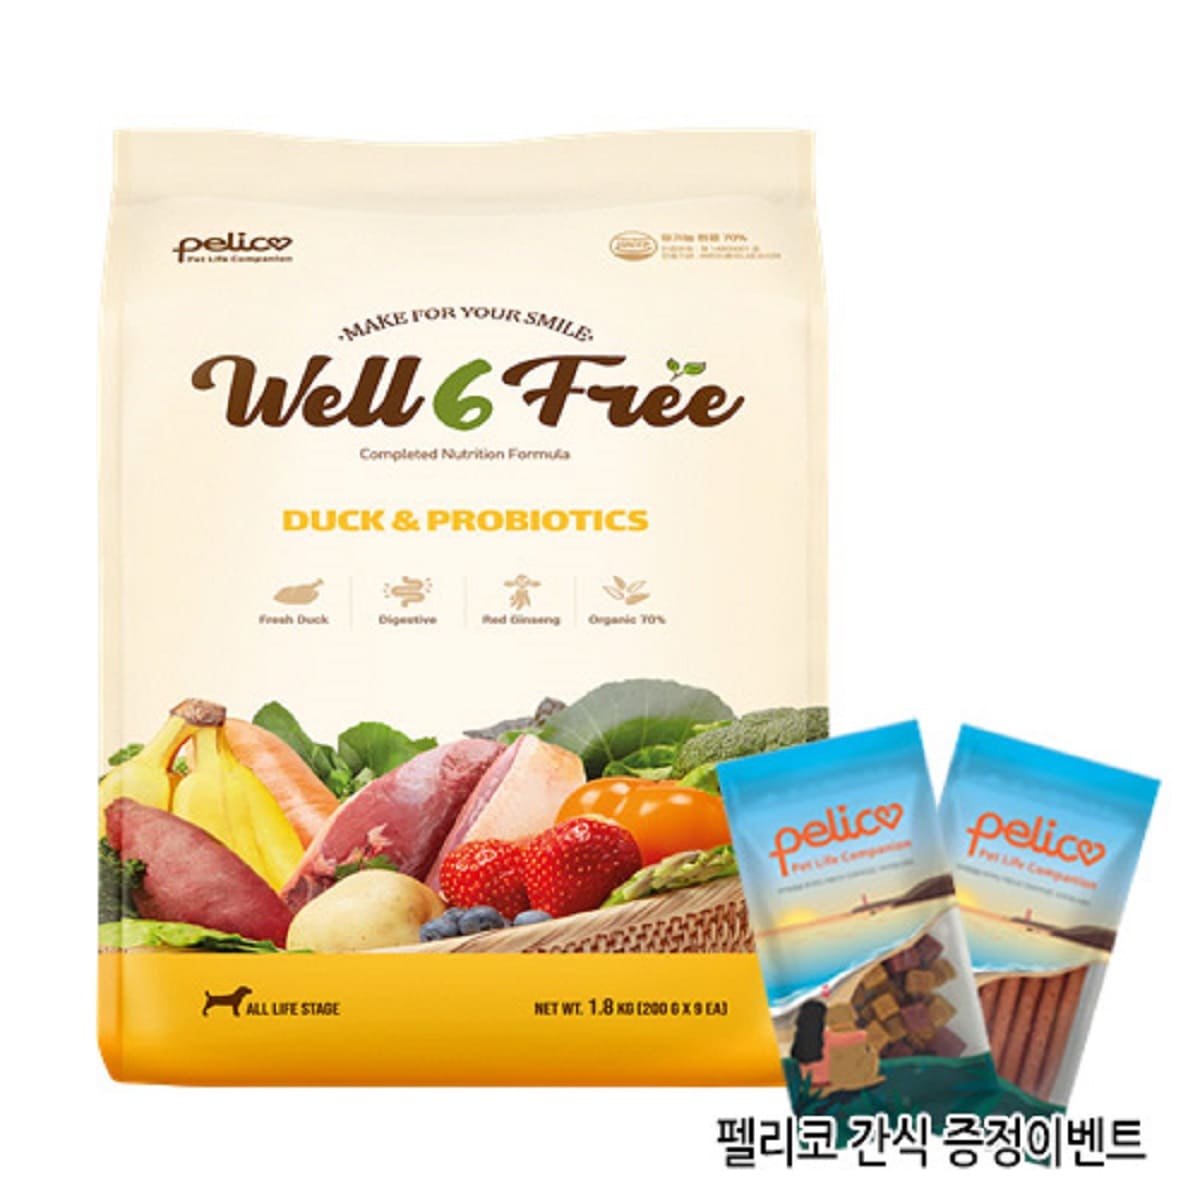 pelico
Pet Life Companion
유기농 원료 70%
·MAKE FOR YOUR SMILE·
Well 6 Free
Completed Nutrition Formula
DUCK & PROBIOTICS
Fresh Duck
Digestive
Red Ginseng
Organic 70%
ALL LIFE STAGE
NET WT. 1.8 KG (200 G X 9 EA)
pelico
Pet Life Companion
pelico
Pet Life Companion
펠리코 간식 증정이벤트